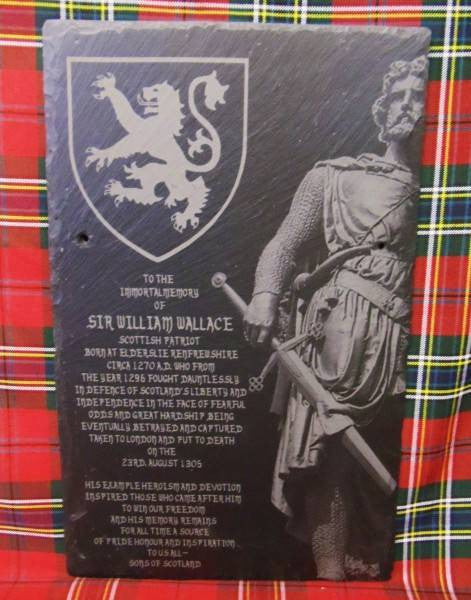 TO THE
IMMORTAL MEMORY
OF
SIR WILLIAM WALLACE
SCOTTISH PATRIOT
BORN AT ELDERSLIE RENFREWSHIRE
CIRCA 1270 A.D. WHO FROM
THE YEAR 1296 FOUGHT DAUNTLESSLY
IN DEFENCE OF SCOTLAND'S LIBERTY AND
INDEPENDENCE IN THE FACE OF FEARFUL
ODDS AND GREAT HARDSHIP BEING
EVENTUALLY BETRAYED AND CAPTURED
TAKEN TO LONDON AND PUT TO DEATH
ON THE
23RD, AUGUST 1305
HIS EXAMPLE HEROISM AND DEVOTION
INSPIRED THOSE WHO CAME AFTER HIM
TO WIN OUR FREEDOM
AND HIS MEMORY REMAINS
FOR ALL TIME A SOURCE
OF PRIDE HONOUR AND INSPIRATION
TO US ALL-
SONS OF SCOTLAND